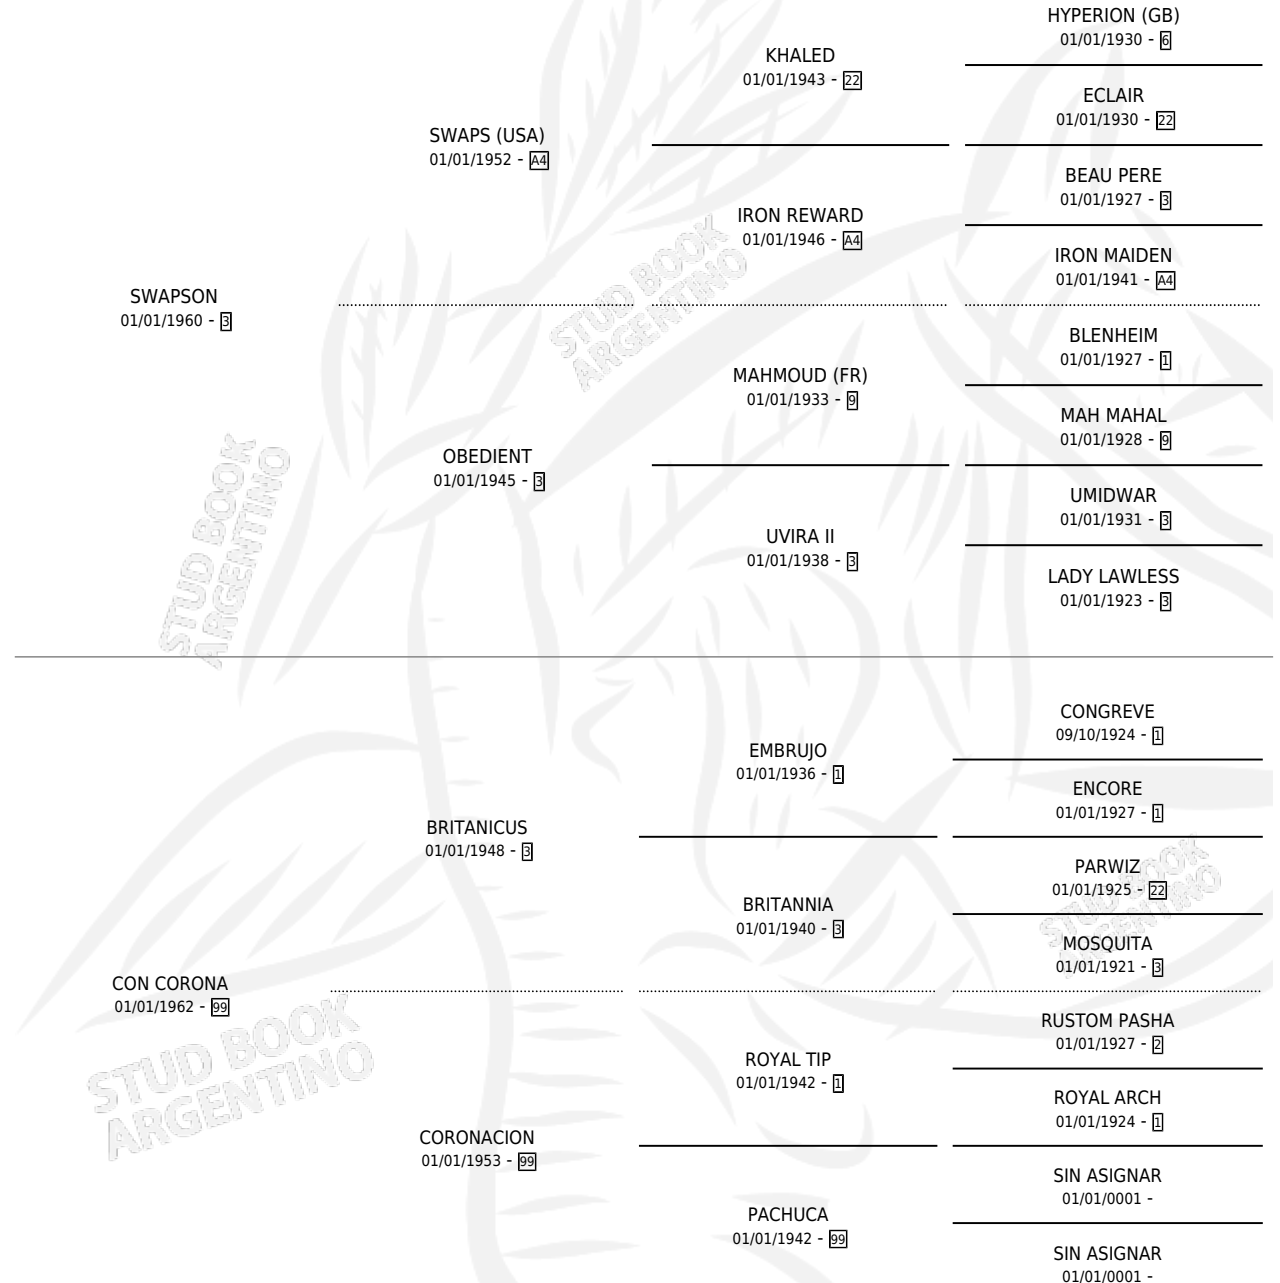 HYPERION (GB)
01/01/1930 - 6
KHALED
01/01/1943 - 22
ECLAIR
01/01/1930 - 22
SWAPS (USA)
01/01/1952 - A4
BEAU PERE
01/01/1927 - 3
IRON REWARD
01/01/1946 - A4
IRON MAIDEN
01/01/1941 - A4
SWAPSON
01/01/1960 - 3
BLENHEIM
01/01/1927 - 1
MAHMOUD (FR)
01/01/1933 - 9
MAH MAHAL
01/01/1928 - 9
OBEDIENT
01/01/1945 - 3
UMIDWAR
01/01/1931 - 3
UVIRA II
01/01/1938 - 3
LADY LAWLESS
01/01/1923 - 3
CONGREVE
09/10/1924 - 1
EMBRUJO
01/01/1936 - 1
ENCORE
01/01/1927 - 1
BRITANICUS
01/01/1948 - 3
PARWIZ
01/01/1925 - 22
BRITANNIA
01/01/1940 - 3
MOSQUITA
01/01/1921 - 3
CON CORONA
01/01/1962 - 99
RUSTOM PASHA
01/01/1927 - 2
ROYAL TIP
01/01/1942 - 1
ROYAL ARCH
01/01/1924 - 1
CORONACION
01/01/1953 - 99
SIN ASIGNAR
01/01/0001 -
PACHUCA
01/01/1942 - 99
SIN ASIGNAR
01/01/0001 -
STUD BOOK
ARGENTINO
STUD BOOK
ARGENTINO
STUD BOOK
ARGENTINO
STUD BOOK
ARGENTINO